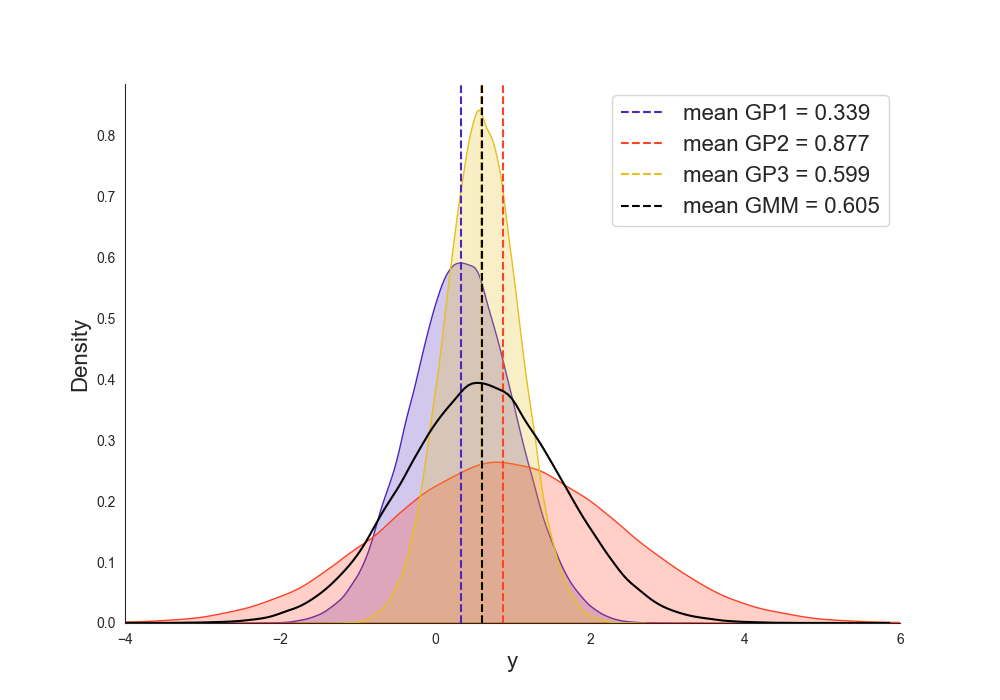 mean GP1 = 0.339
mean GP2 = 0.877
mean GP3 = 0.599
mean GMM = 0.605
Density
0.8
0.7
0.6
0.5
0.4
0.3
0.2
0.1
0.0
−4 −2 0 2 4 6
y